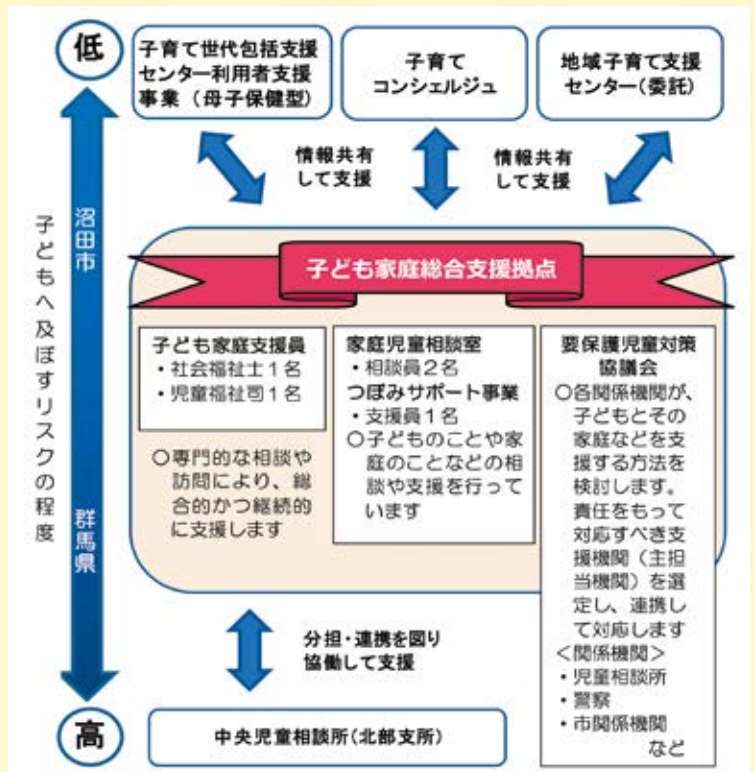 低
子育て世代包括支援
センター利用者支援
事業（母子保健型）
子育て
コンシェルジュ
地域子育て支援
センター(委託)
情報共有
して支援
情報共有
して支援
子どもへ及ぼすリスクの程度
沼田市
群馬県
子ども家庭総合支援拠点
子ども家庭支援員
・社会福祉士１名
・児童福祉司１名
○専門的な相談や
訪問により、総
合的かつ継続的
に支援します
家庭児童相談室
・相談員２名
つぼみサポート事業
・支援員１名
○子どものことや家
庭のことなどの相
談や支援を行って
います
要保護児童対策
協議会
○各関係機関が、
子どもとその
家庭などを支
援する方法を
検討します。
責任をもって
対応すべき支
援機関（主担
当機関）を選
定し、連携し
て対応します
＜関係機関＞
・児童相談所
・警察
・市関係機関
など
分担・連携を図り
協働して支援
高
中央児童相談所(北部支所)